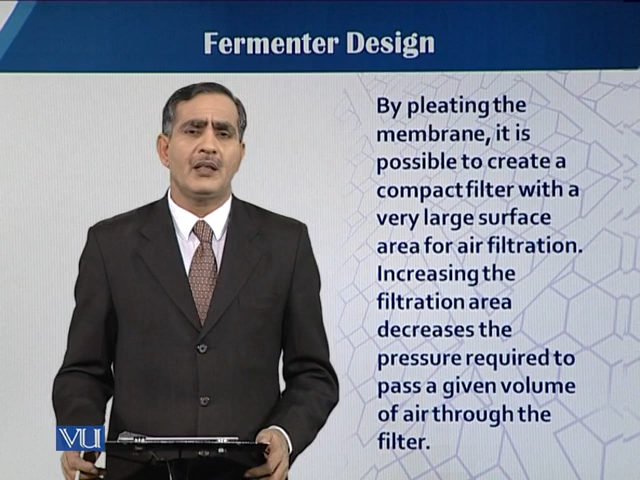 Fermenter Design
By pleating the
membrane, it is
possible to create a
compact filter with a
very large surface
area for air filtration.
Increasing the
filtration area
decreases the
pressure required to
pass a given volume
of air through the
filter.
VU